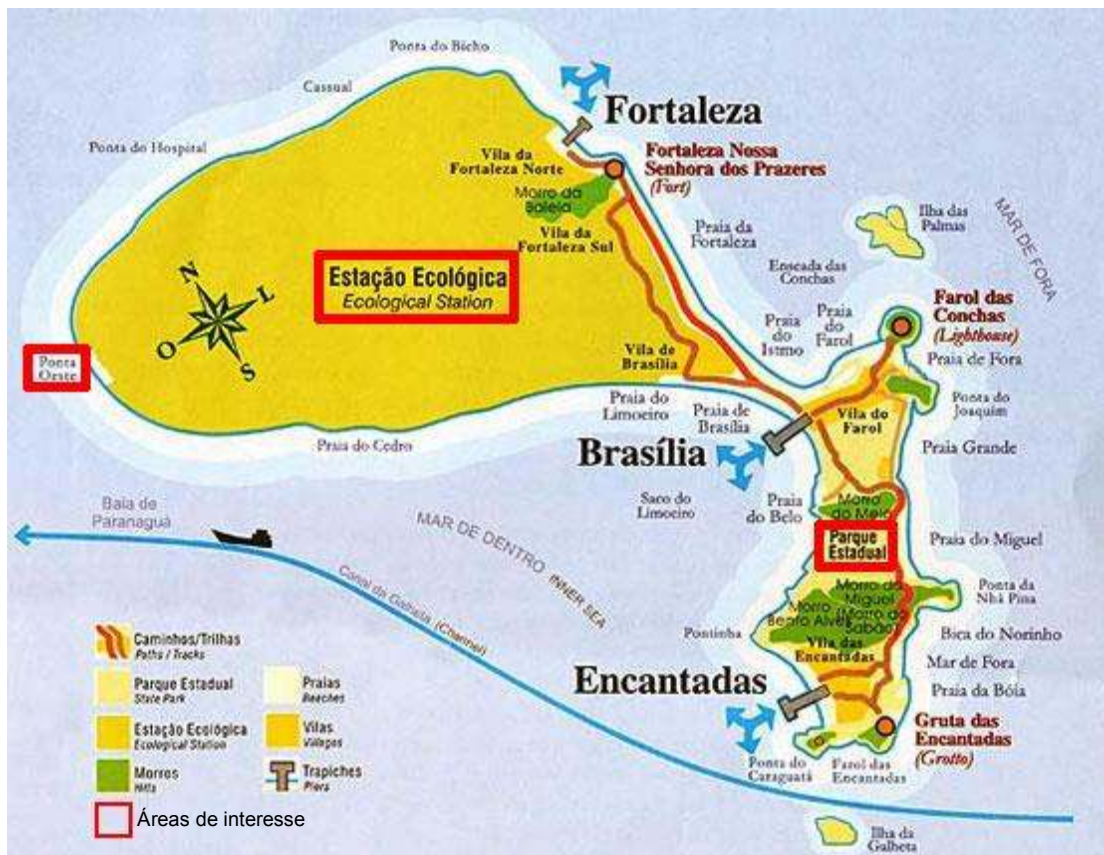 Ponta do Bicho
Cassual
Ponta do Hospital
Fortaleza
Vila da
Fortaleza Norte
Fortaleza Nossa
Senhora dos Prazeres
(Fort)
Morro da
Baleia
Vila da
Fortaleza Sul
Praia da
Fortaleza
Ilha das
Palmas
MAR DE FORA
Enseada das
Conchas
Estação Ecológica
Ecological Station
N
L
O
S
Praia
do
Istmo
Praia
do
Farol
Farol das
Conchas
(Lighthouse)
Ponta
Oeste
Vila de
Brasília
Praia de Fora
Praia do
Limoeiro
Praia de
Brasília
Vila do
Farol
Ponta do
Joaquim
Praia do Cedro
Brasília
Praia Grande
Baía de
Paranaguá
MAR DE DENTRO INNER SEA
Saco do
Limoeiro
Praia
do Belo
Morro
do Meio
Parque
Estadual
Praia do Miguel
Canal da Galheta (Channel)
Morro do
Miguel
(Morro do
Sabão)
Morro
Bento Alves
Ponta da
Nhá Pina
Pontinha
Vila das
Encantadas
Bica do Norinho
Mar de Fora
Encantadas
Praia da Bóia
Gruta das
Encantadas
(Grotto)
Ponta do
Caraguatá
Farol das
Encantadas
Ilha da
Galheta
Caminhos/Trilhas
Paths / Tracks
Parque Estadual
State Park
Praias
Beaches
Estação Ecológica
Ecological Station
Vilas
Villages
Morros
Hills
Trapiches
Piers
Áreas de interesse